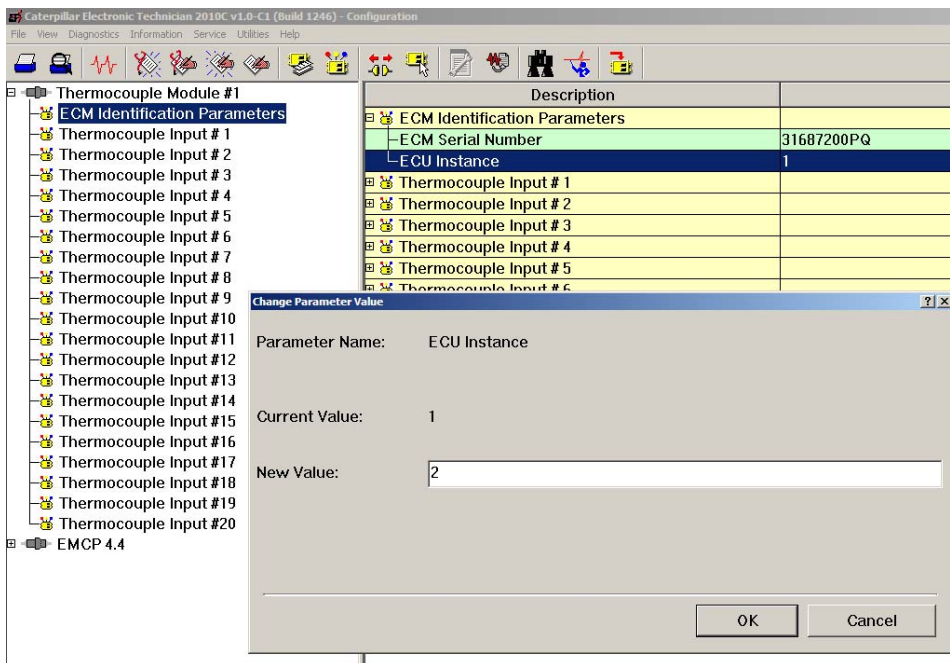 Caterpillar Electronic Technician 2010C v1.0-C1 (Build 1246) - Configuration
File View Diagnostics Information Service Utilities Help
Thermocouple Module #1
ECM Identification Parameters
Thermocouple Input # 1
Thermocouple Input # 2
Thermocouple Input # 3
Thermocouple Input # 4
Thermocouple Input # 5
Thermocouple Input # 6
Thermocouple Input # 7
Thermocouple Input # 8
Thermocouple Input # 9
Thermocouple Input #10
Thermocouple Input #11
Thermocouple Input #12
Thermocouple Input #13
Thermocouple Input #14
Thermocouple Input #15
Thermocouple Input #16
Thermocouple Input #17
Thermocouple Input #18
Thermocouple Input #19
Thermocouple Input #20
EMCP 4.4
Description
ECM Identification Parameters
ECM Serial Number 31687200PQ
ECU Instance 1
Thermocouple Input # 1
Thermocouple Input # 2
Thermocouple Input # 3
Thermocouple Input # 4
Thermocouple Input # 5
Thermocouple Input # 6
Change Parameter Value
Parameter Name: ECU Instance
Current Value: 1
New Value: 2
OK Cancel